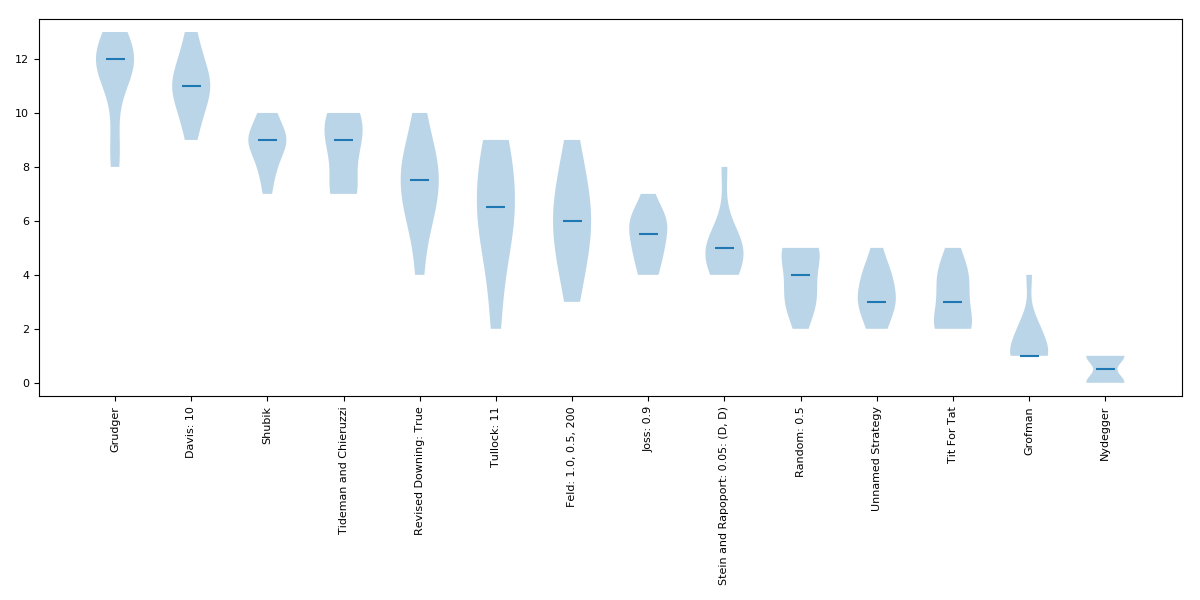 12
10
8
6
4
2
0
Grudger
Davis: 10
Shubik
Tideman and Chieruzzi
Revised Downing: True
Tullock: 11
Feld: 1.0, 0.5, 200
Joss: 0.9
Stein and Rapoport: 0.05: (D, D)
Random: 0.5
Unnamed Strategy
Tit For Tat
Grofman
Nydegger